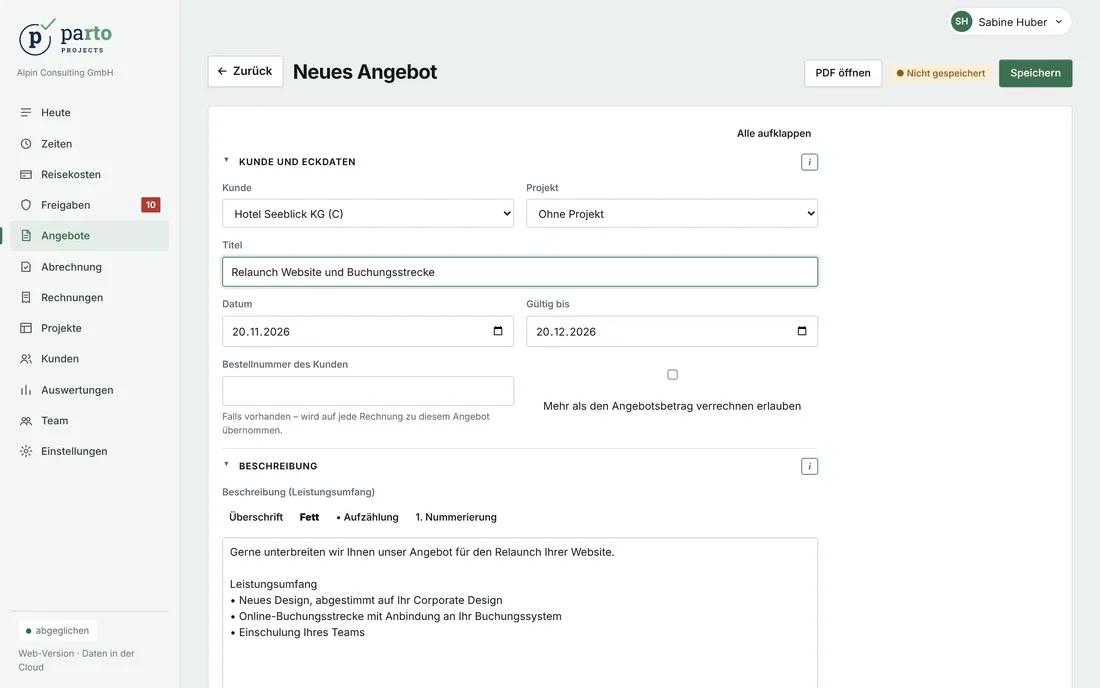 parto
PROJECTS
Alpin Consulting GmbH
Heute
Zeiten
Reisekosten
Freigaben 10
Angebote
Abrechnung
Rechnungen
Projekte
Kunden
Auswertungen
Team
Einstellungen
abgeglichen
Web-Version · Daten in der
Cloud
SH Sabine Huber
← Zurück
Neues Angebot
PDF öffnen
Nicht gespeichert
Speichern
Alle aufklappen
KUNDE UND ECKDATEN
i
Kunde
Projekt
Hotel Seeblick KG (C)
Ohne Projekt
Titel
Relaunch Website und Buchungsstrecke
Datum
Gültig bis
20.11.2026
20.12.2026
Bestellnummer des Kunden
Mehr als den Angebotsbetrag verrechnen erlauben
Falls vorhanden – wird auf jede Rechnung zu diesem Angebot
übernommen.
BESCHREIBUNG
i
Beschreibung (Leistungsumfang)
Überschrift Fett • Aufzählung 1. Nummerierung
Gerne unterbreiten wir Ihnen unser Angebot für den Relaunch Ihrer Website.
Leistungsumfang
• Neues Design, abgestimmt auf Ihr Corporate Design
• Online-Buchungsstrecke mit Anbindung an Ihr Buchungssystem
• Einschulung Ihres Teams